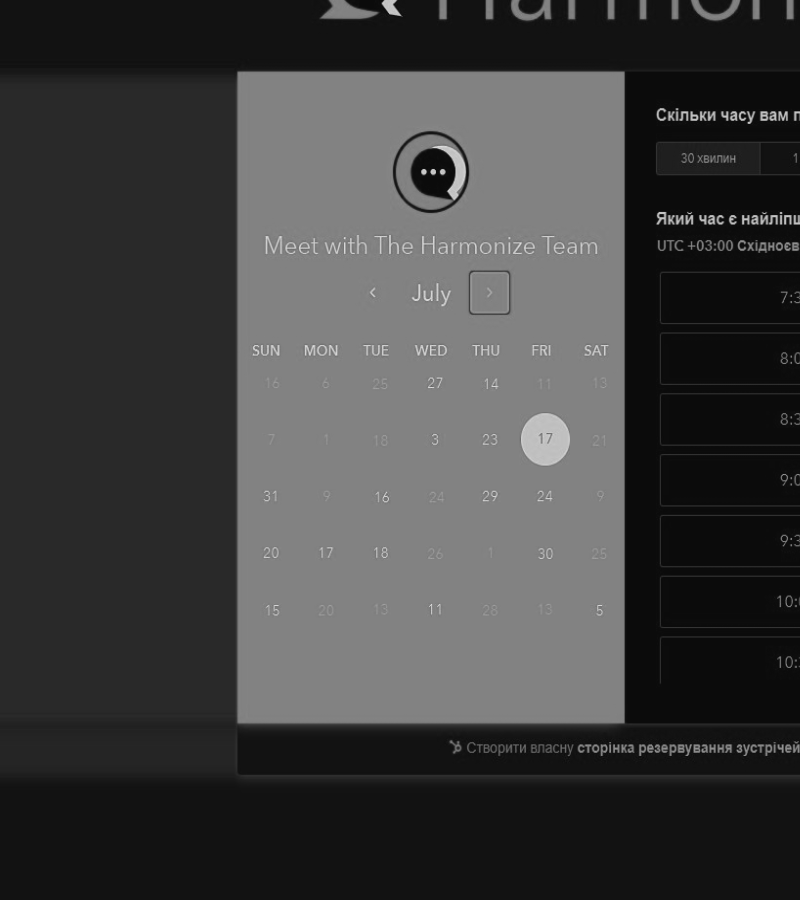 Harmon
Meet with The Harmonize Team
July
SUN MON TUE WED THU FRI SAT
16 6 25 27 14 11 13
7 1 18 3 23 17 21
31 9 16 24 29 24 9
20 17 18 26 1 30 25
15 20 13 11 28 13 5
Скільки часу вам п
30 хвилин 1
Який час є найліпш
UTC +03:00 Східноєв
7:3
8:0
8:3
9:0
9:3
10:0
10:3
Створити власну сторінка резервування зустрічей